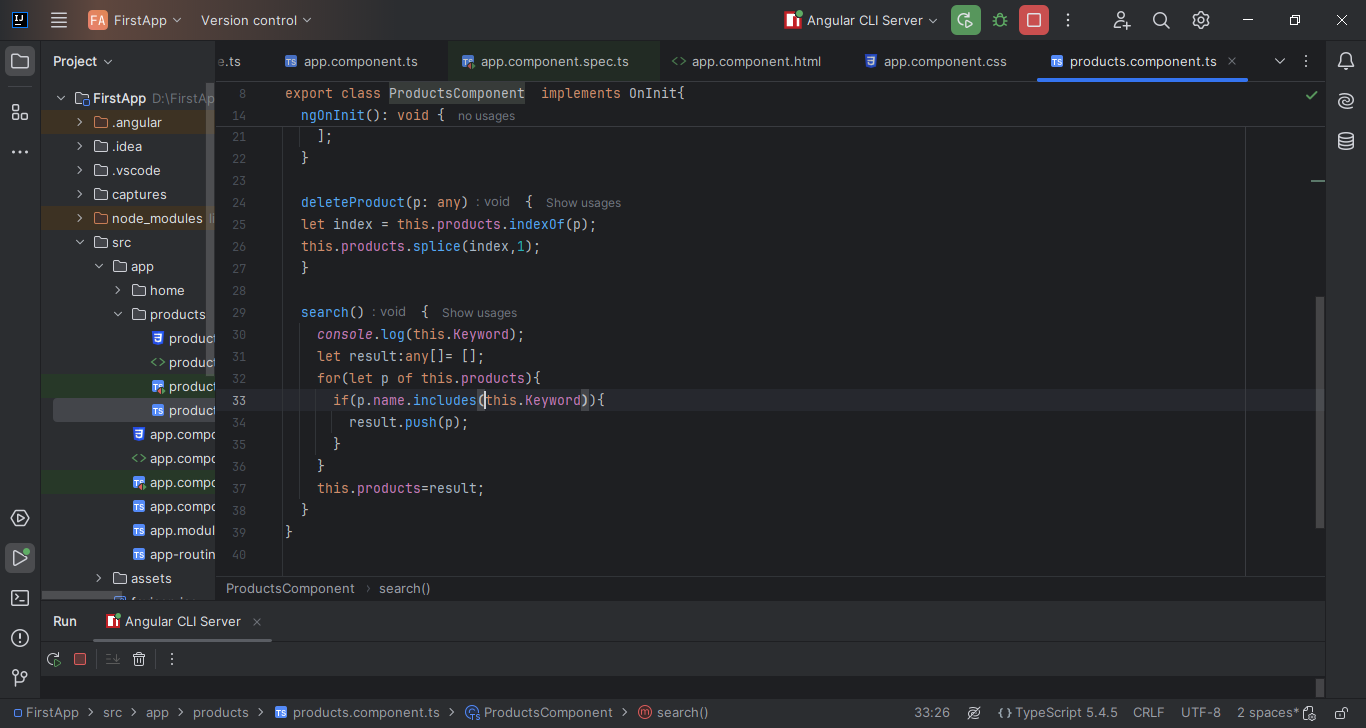 FA FirstApp Version control Angular CLI Server
Project e.ts app.component.ts app.component.spec.ts app.component.html app.component.css products.component.ts
FirstApp D:\FirstAp
.angular
.idea
.vscode
captures
node_modules li
src
app
home
products
product
product
product
product
app.compo
app.compo
app.compo
app.compo
app.modul
app-routin
assets
8 export class ProductsComponent implements OnInit{
14 ngOnInit(): void { no usages
21 ];
22 }
23
24 deleteProduct(p: any) : void { Show usages
25 let index = this.products.indexOf(p);
26 this.products.splice(index,1);
27 }
28
29 search() : void { Show usages
30 console.log(this.Keyword);
31 let result:any[]= [];
32 for(let p of this.products){
33 if(p.name.includes(this.Keyword)){
34 result.push(p);
35 }
36 }
37 this.products=result;
38 }
39 }
40
ProductsComponent › search()
Run Angular CLI Server
FirstApp > src > app > products > products.component.ts > ProductsComponent > search() 33:26 {} TypeScript 5.4.5 CRLF UTF-8 2 spaces*